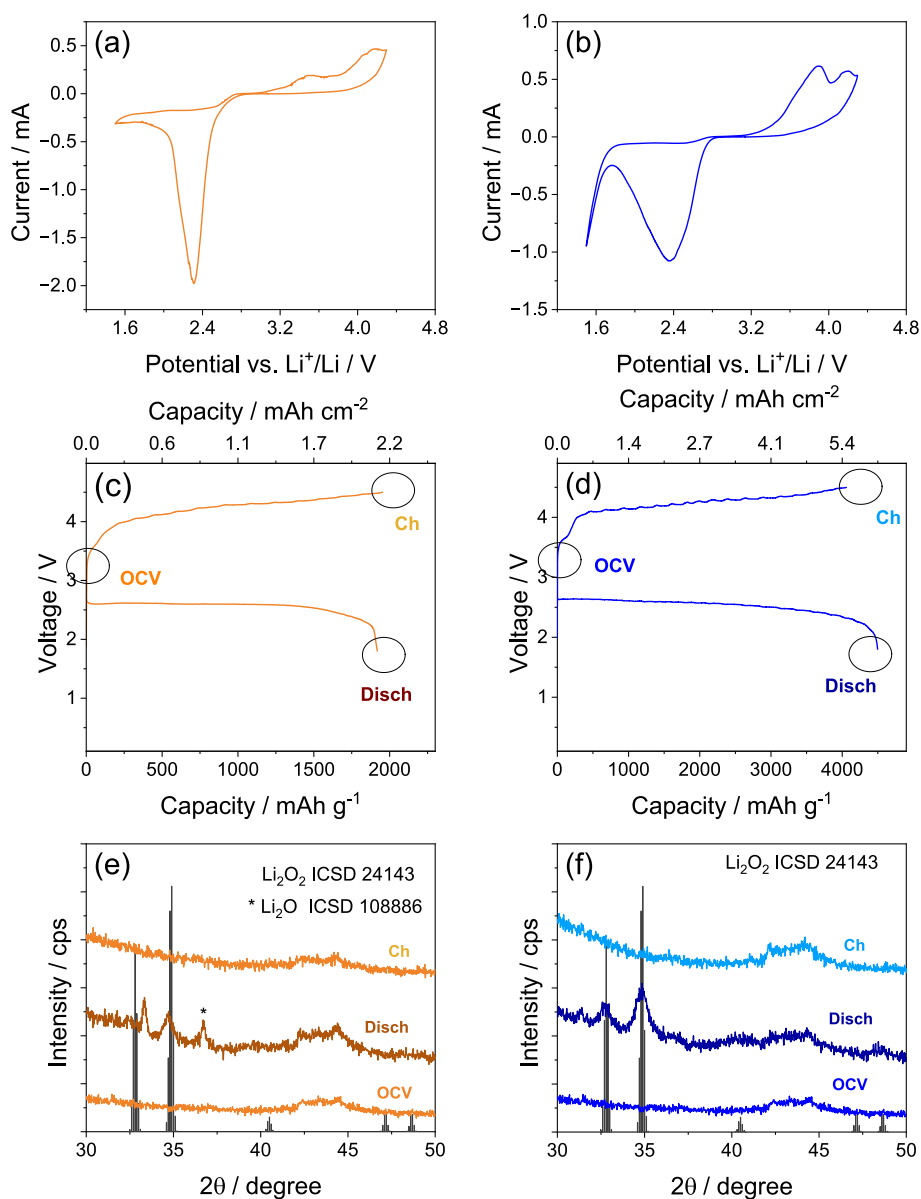 (a)
0.5
0.0
−0.5
−1.0
−1.5
−2.0
Current / mA
1.6 2.4 3.2 4.0 4.8
Potential vs. Li⁺/Li / V
(b)
1.0
0.5
0.0
−0.5
−1.0
−1.5
Current / mA
1.6 2.4 3.2 4.0 4.8
Potential vs. Li⁺/Li / V
Capacity / mAh cm⁻²
0.0 0.6 1.1 1.7 2.2
(c)
4
3
2
1
Voltage / V
Ch
OCV
Disch
0 500 1000 1500 2000
Capacity / mAh g⁻¹
Capacity / mAh cm⁻²
0.0 1.4 2.7 4.1 5.4
(d)
4
3
2
1
Voltage / V
Ch
OCV
Disch
0 1000 2000 3000 4000
Capacity / mAh g⁻¹
(e)
Li₂O₂ ICSD 24143
* Li₂O ICSD 108886
Intensity / cps
Ch
*
Disch
OCV
30 35 40 45 50
2θ / degree
(f)
Li₂O₂ ICSD 24143
Intensity / cps
Ch
Disch
OCV
30 35 40 45 50
2θ / degree